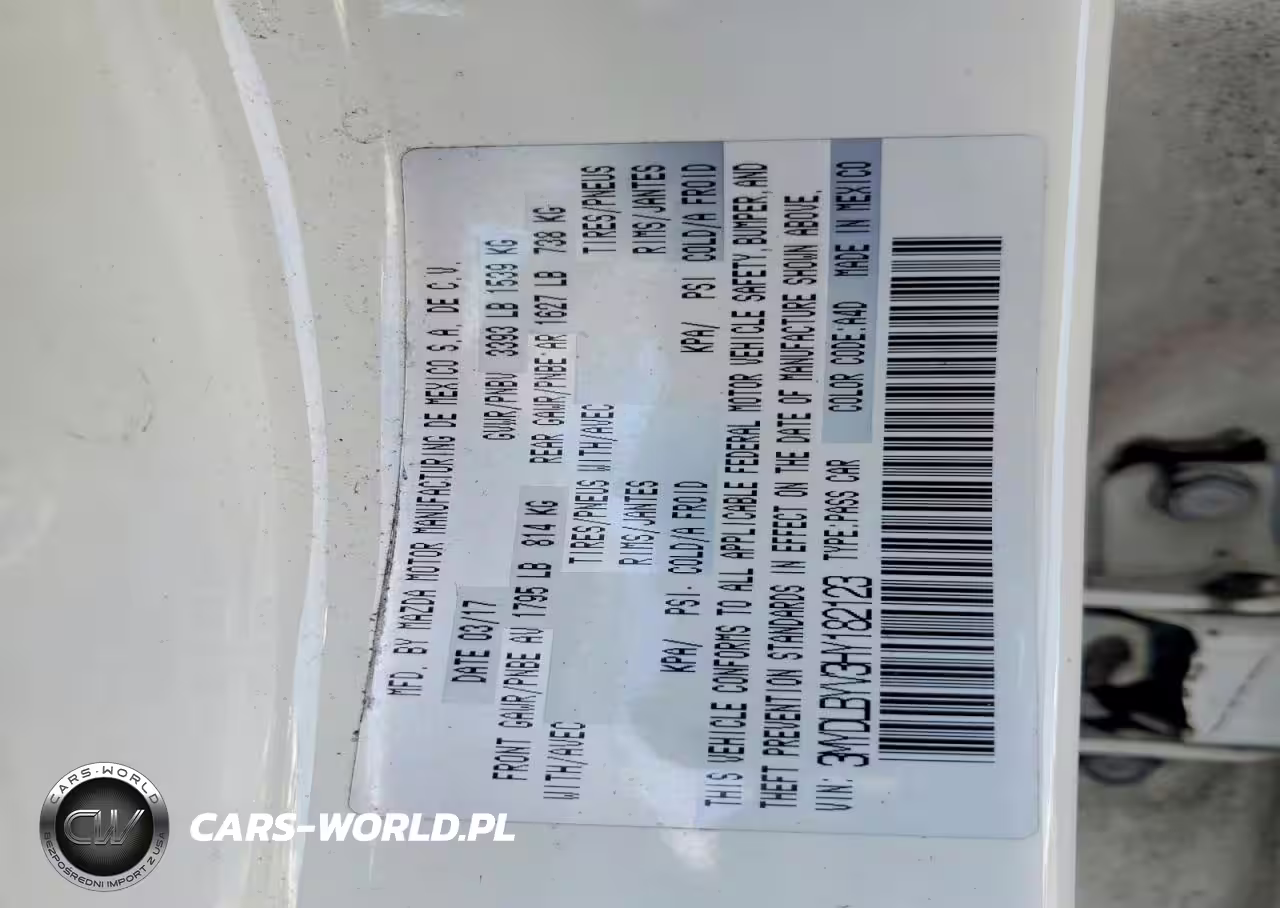 MFD. BY MAZDA MOTOR MANUFACTURING DE MEXICO S.A. DE C.V.
DATE 03/17 GVWR/PNBV 3393 LB 1539 KG
FRONT GAWR/PNBE AV 1795 LB 814 KG REAR GAWR/PNBE AR 1627 LB 738 KG
WITH/AVEC TIRES/PNEUS WITH/AVEC TIRES/PNEUS
RIMS/JANTES RIMS/JANTES
KPA/ PSI. COLD/A FROID KPA/ PSI COLD/A FROID
THIS VEHICLE CONFORMS TO ALL APPLICABLE FEDERAL MOTOR VEHICLE SAFETY, BUMPER, AND
THEFT PREVENTION STANDARDS IN EFFECT ON THE DATE OF MANUFACTURE SHOWN ABOVE.
VIN: 3MYDLBYV3HY182123 TYPE:PASS CAR COLOR CODE:A4D MADE IN MEXICO
CARS-WORLD
CW
BEZPOŚREDNI IMPORT Z USA
CARS-WORLD.PL